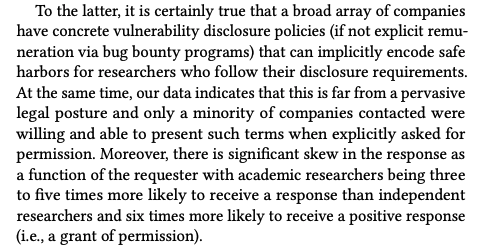 To the latter, it is certainly true that a broad array of companies
have concrete vulnerability disclosure policies (if not explicit remu-
neration via bug bounty programs) that can implicitly encode safe
harbors for researchers who follow their disclosure requirements.
At the same time, our data indicates that this is far from a pervasive
legal posture and only a minority of companies contacted were
willing and able to present such terms when explicitly asked for
permission. Moreover, there is significant skew in the response as
a function of the requester with academic researchers being three
to five times more likely to receive a response than independent
researchers and six times more likely to receive a positive response
(i.e., a grant of permission).